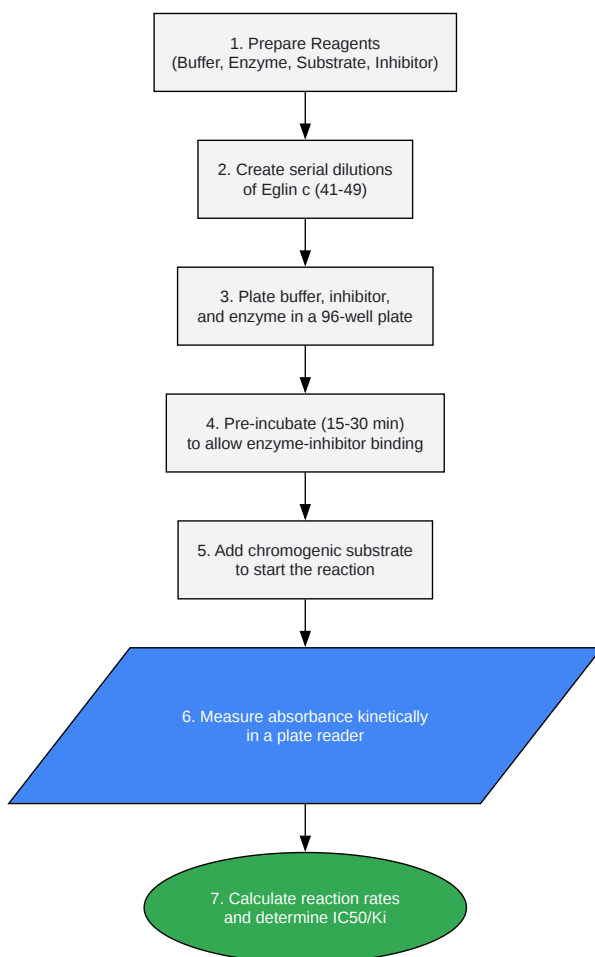 1. Prepare Reagents
(Buffer, Enzyme, Substrate, Inhibitor)
2. Create serial dilutions
of Eglin c (41-49)
3. Plate buffer, inhibitor,
and enzyme in a 96-well plate
4. Pre-incubate (15-30 min)
to allow enzyme-inhibitor binding
5. Add chromogenic substrate
to start the reaction
6. Measure absorbance kinetically
in a plate reader
7. Calculate reaction rates
and determine IC50/Ki